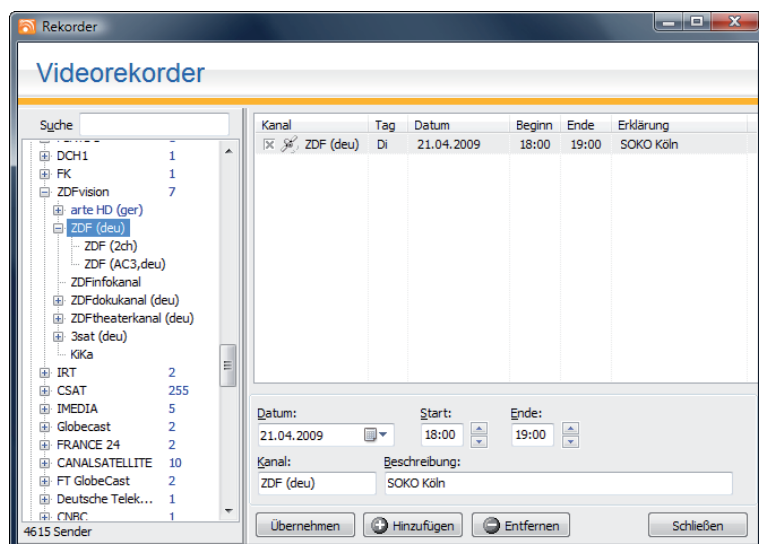 Rekorder
Videorekorder
Suche
DCH1 1
FK 1
ZDFvision 7
arte HD (ger)
ZDF (deu)
ZDF (2ch)
ZDF (AC3,deu)
ZDFinfokanal
ZDFdokukanal (deu)
ZDFtheaterkanal (deu)
3sat (deu)
KiKa
IRT 2
CSAT 255
IMEDIA 5
Globecast 2
FRANCE 24 2
CANALSATELLITE 10
FT GlobeCast 2
Deutsche Telek... 1
CNBC 1
4615 Sender
Kanal Tag Datum Beginn Ende Erklärung
ZDF (deu) Di 21.04.2009 18:00 19:00 SOKO Köln
Datum: Start: Ende:
21.04.2009 18:00 19:00
Kanal: Beschreibung:
ZDF (deu) SOKO Köln
Übernehmen Hinzufügen Entfernen Schließen